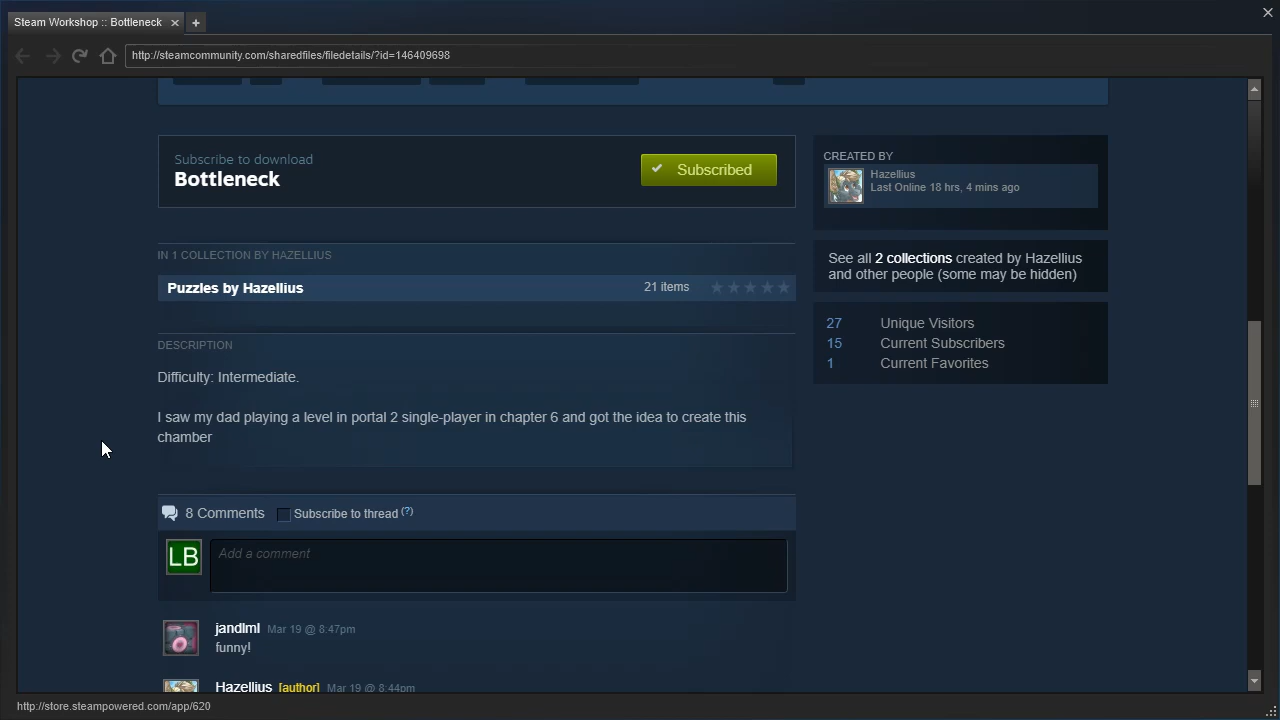 Steam Workshop :: Bottleneck
http://steamcommunity.com/sharedfiles/filedetails/?id=146409698
Subscribe to download
Bottleneck
Subscribed
CREATED BY
Hazellius
Last Online 18 hrs, 4 mins ago
IN 1 COLLECTION BY HAZELLIUS
Puzzles by Hazellius
21 items
See all 2 collections created by Hazellius
and other people (some may be hidden)
27 Unique Visitors
15 Current Subscribers
1 Current Favorites
DESCRIPTION
Difficulty: Intermediate.
I saw my dad playing a level in portal 2 single-player in chapter 6 and got the idea to create this
chamber
8 Comments
Subscribe to thread (?)
LB
Add a comment
jandlml Mar 19 @ 8:47pm
funny!
Hazellius [author] Mar 19 @ 8:44pm
http://store.steampowered.com/app/620